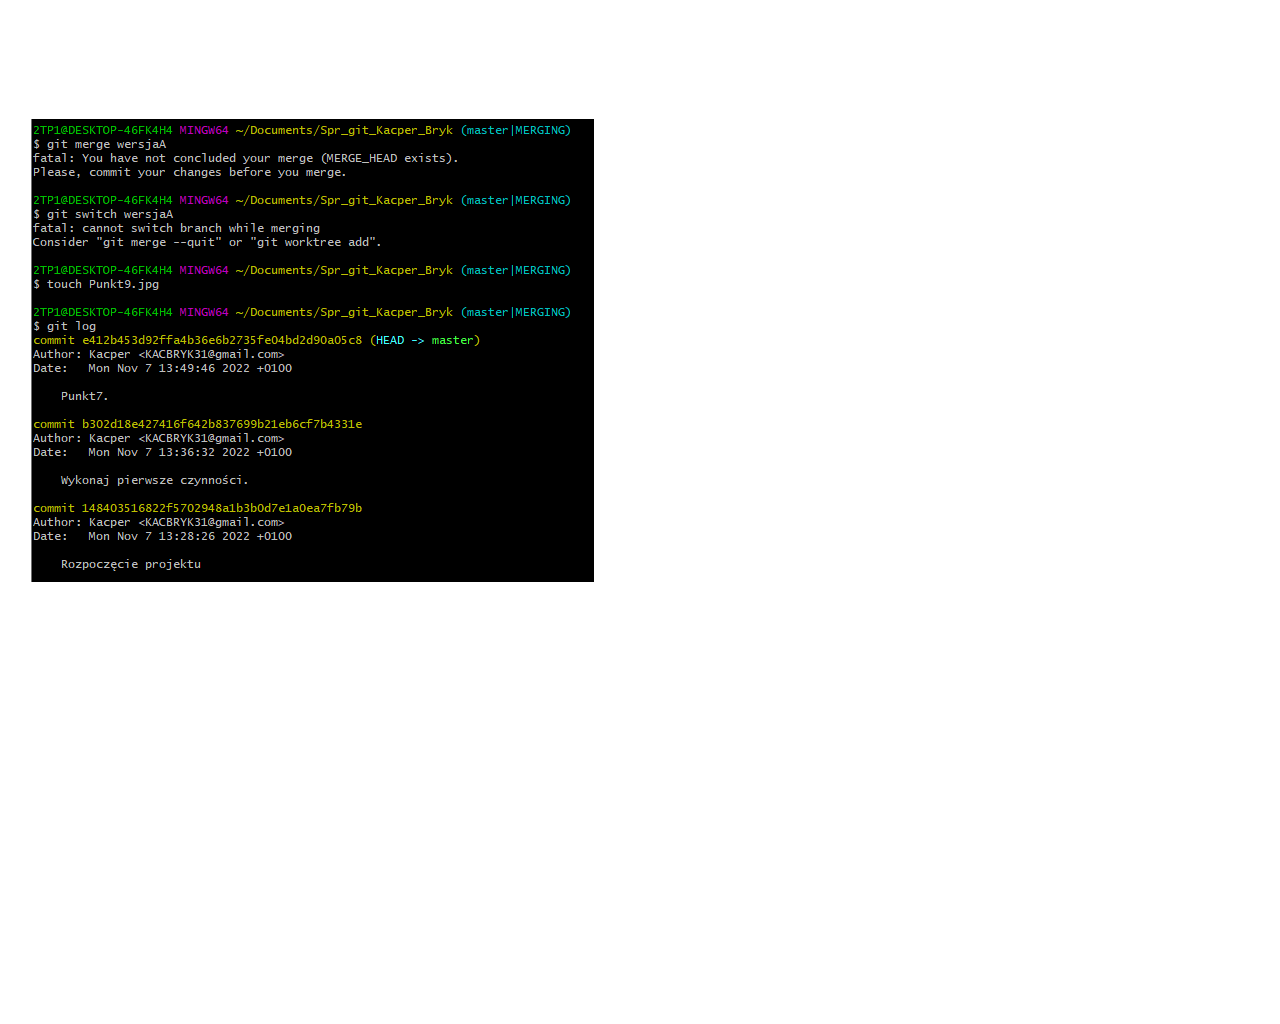 2TP1@DESKTOP-46FK4H4 MINGW64 ~/Documents/Spr_git_Kacper_Bryk (master|MERGING)
$ git merge wersjaA
fatal: You have not concluded your merge (MERGE_HEAD exists).
Please, commit your changes before you merge.
2TP1@DESKTOP-46FK4H4 MINGW64 ~/Documents/Spr_git_Kacper_Bryk (master|MERGING)
$ git switch wersjaA
fatal: cannot switch branch while merging
Consider "git merge --quit" or "git worktree add".
2TP1@DESKTOP-46FK4H4 MINGW64 ~/Documents/Spr_git_Kacper_Bryk (master|MERGING)
$ touch Punkt9.jpg
2TP1@DESKTOP-46FK4H4 MINGW64 ~/Documents/Spr_git_Kacper_Bryk (master|MERGING)
$ git log
commit e412b453d92ffa4b36e6b2735fe04bd2d90a05c8 (HEAD -> master)
Author: Kacper <KACBRYK31@gmail.com>
Date:   Mon Nov 7 13:49:46 2022 +0100
Punkt7.
commit b302d18e427416f642b837699b21eb6cf7b4331e
Author: Kacper <KACBRYK31@gmail.com>
Date:   Mon Nov 7 13:36:32 2022 +0100
Wykonaj pierwsze czynności.
commit 148403516822f5702948a1b3b0d7e1a0ea7fb79b
Author: Kacper <KACBRYK31@gmail.com>
Date:   Mon Nov 7 13:28:26 2022 +0100
Rozpoczęcie projektu